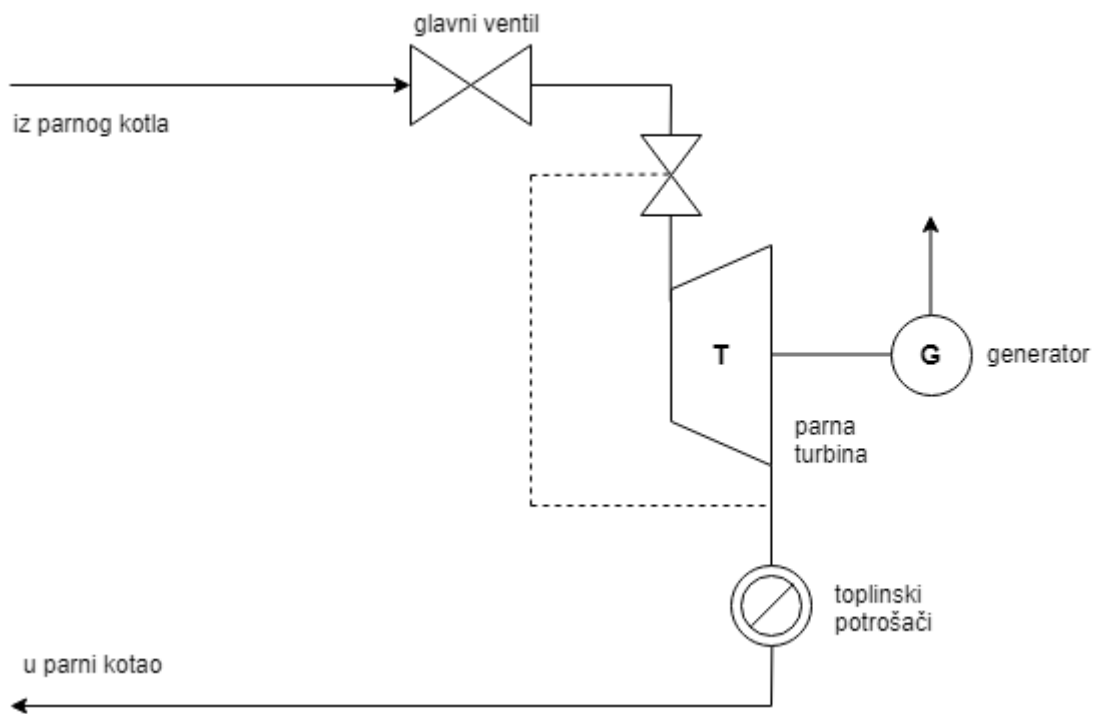 glavni ventil
iz parnog kotla
T
G
generator
parna
turbina
toplinski
potrošači
u parni kotao